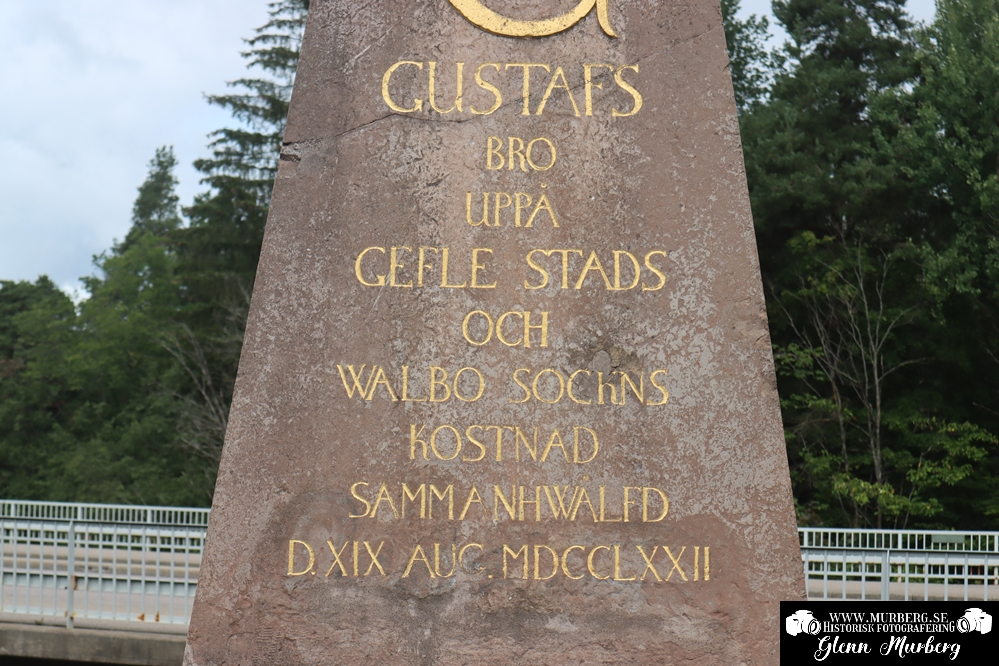 G
GUSTAFS
BRO
UPPÅ
GEFLE STADS
OCH
WALBO SOCKNS
KOSTNAD
SAMMANHWÄLFD
D. XIX AUG. MDCCLXXII
WWW.MURBERG.SE
HISTORISK FOTOGRAFERING
Glenn Murberg